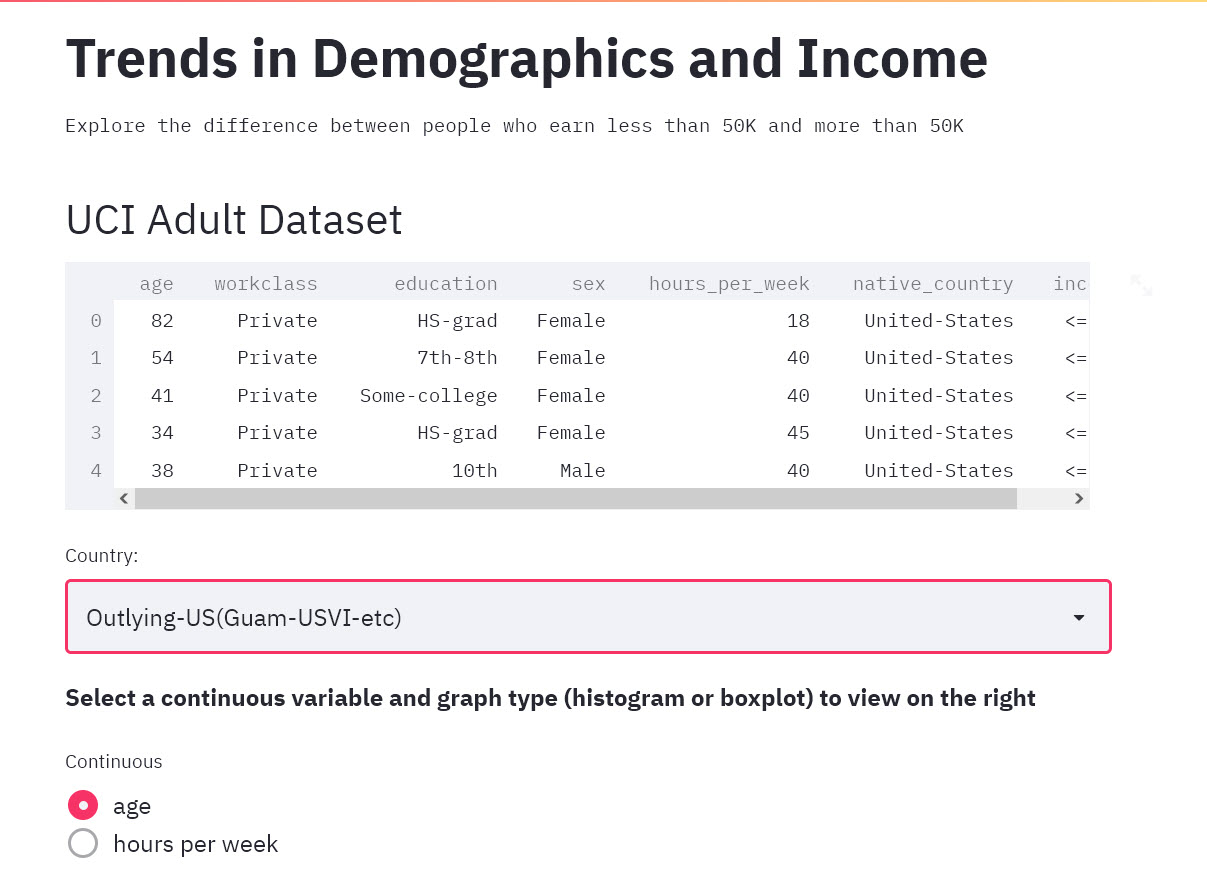 Trends in Demographics and Income
Explore the difference between people who earn less than 50K and more than 50K
UCI Adult Dataset
age workclass education sex hours_per_week native_country inc
0 82 Private HS-grad Female 18 United-States <=
1 54 Private 7th-8th Female 40 United-States <=
2 41 Private Some-college Female 40 United-States <=
3 34 Private HS-grad Female 45 United-States <=
4 38 Private 10th Male 40 United-States <=
Country:
Outlying-US(Guam-USVI-etc)
Select a continuous variable and graph type (histogram or boxplot) to view on the right
Continuous
age
hours per week